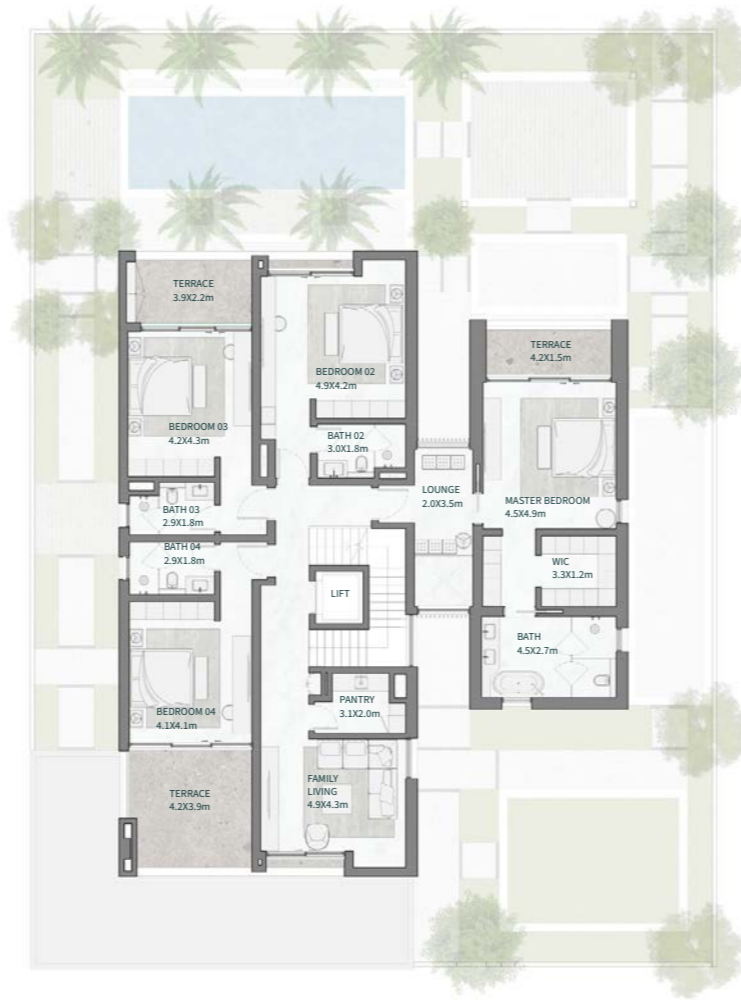 TERRACE
3.9X2.2m
BEDROOM 02
4.9X4.2m
TERRACE
4.2X1.5m
BEDROOM 03
4.2X4.3m
BATH 02
3.0X1.8m
LOUNGE
2.0X3.5m
MASTER BEDROOM
4.5X4.9m
BATH 03
2.9X1.8m
BATH 04
2.9X1.8m
WIC
3.3X1.2m
LIFT
BATH
4.5X2.7m
BEDROOM 04
4.1X4.1m
PANTRY
3.1X2.0m
TERRACE
4.2X3.9m
FAMILY
LIVING
4.9X4.3m